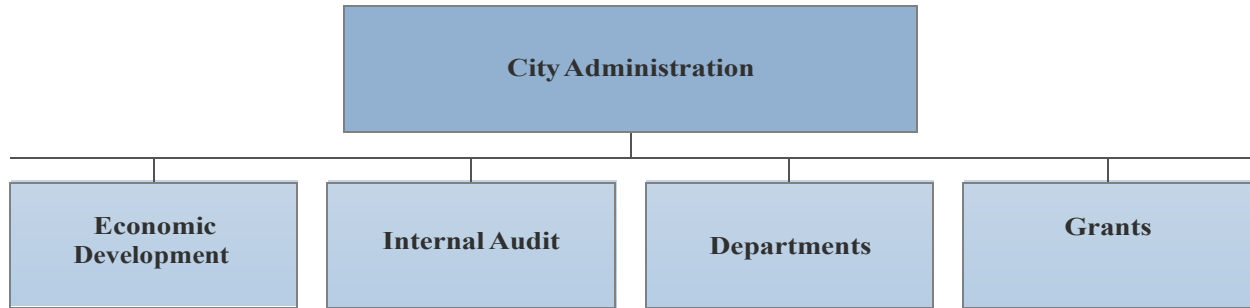 City Administration
Economic
Development
Internal Audit
Departments
Grants